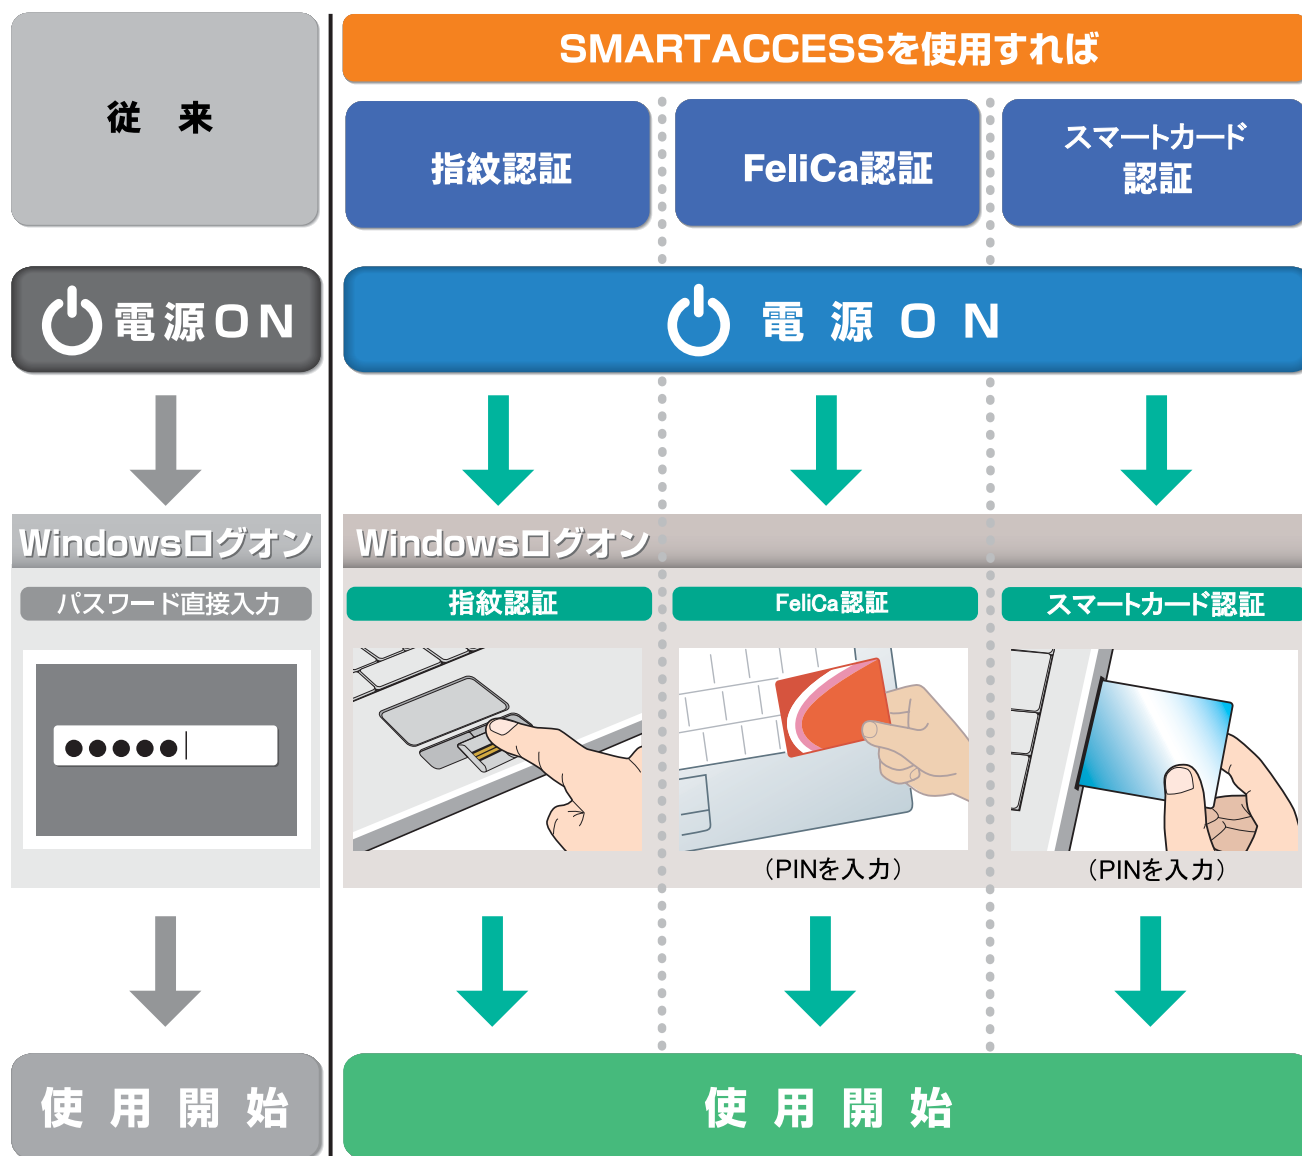 従 来
SMARTACCESSを使用すれば
指紋認証
FeliCa認証
スマートカード
認証
電源ON
電源ON
Windowsログオン
Windowsログオン
パスワード直接入力
指紋認証
FeliCa認証
スマートカード認証
（PINを入力）
（PINを入力）
使用開始
使用開始